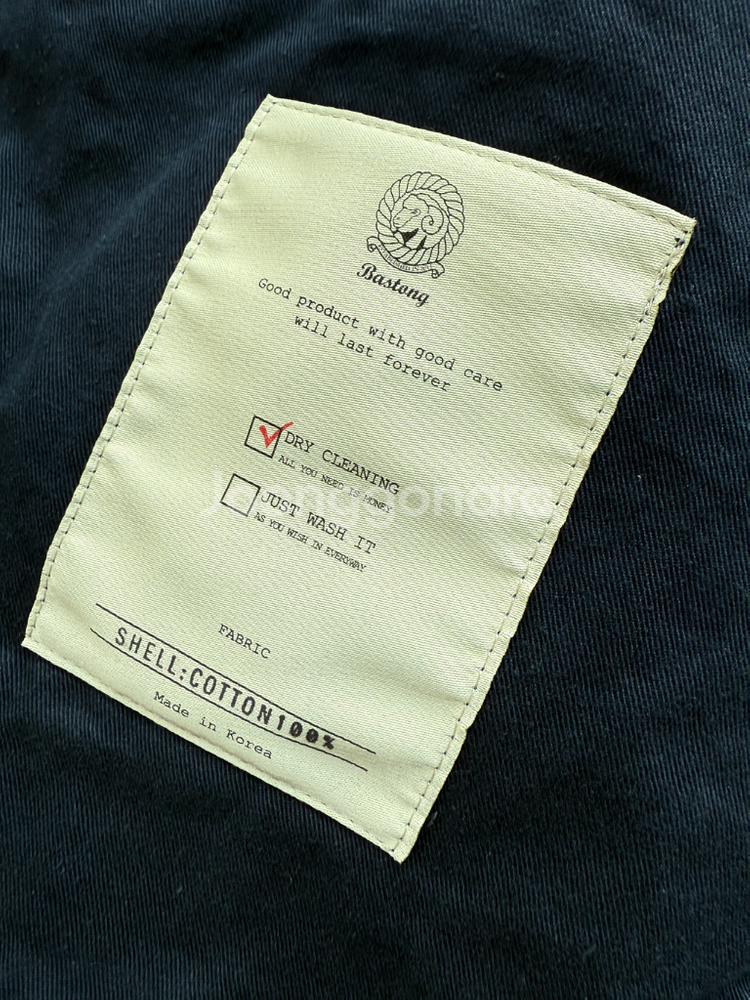 Bastong
Good product with good care
will last forever
DRY CLEANING
ALL YOU NEED IS MONEY
JUST WASH IT
AS YOU WISH IN EVERYWAY
FABRIC
SHELL:COTTON100%
Made in Korea